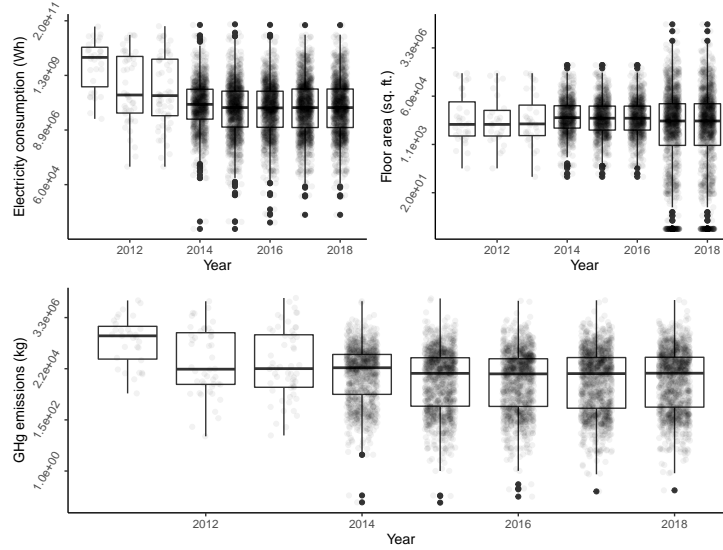 Electricity consumption (Wh)
2.0e+11
1.3e+09
8.9e+06
6.0e+04
2012
2014
2016
2018
Year
Floor area (sq. ft.)
3.3e+06
6.0e+04
1.1e+03
2.0e+01
2012
2014
2016
2018
Year
GHg emissions (kg)
3.3e+06
2.2e+04
1.5e+02
1.0e+00
2012
2014
2016
2018
Year